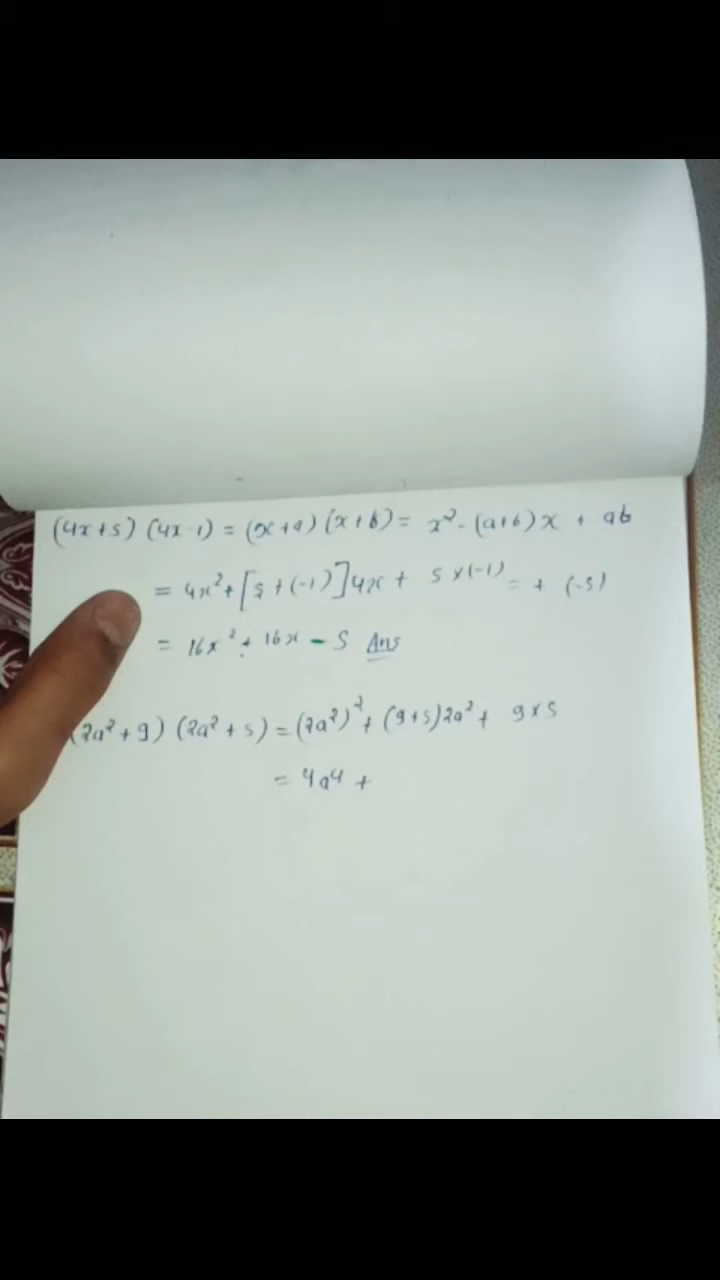 (4x+5) (4x-1) = (x+a) (x+b) = x² - (a+b)x + ab
= 4x² + [5 + (-1)]4x + 5×(-1) = + (-5)
= 16x² + 16x - 5 Ans
(2a² + 9) (2a² + 5) = (2a²)² + (9+5)2a² + 9×5
= 4a⁴ +